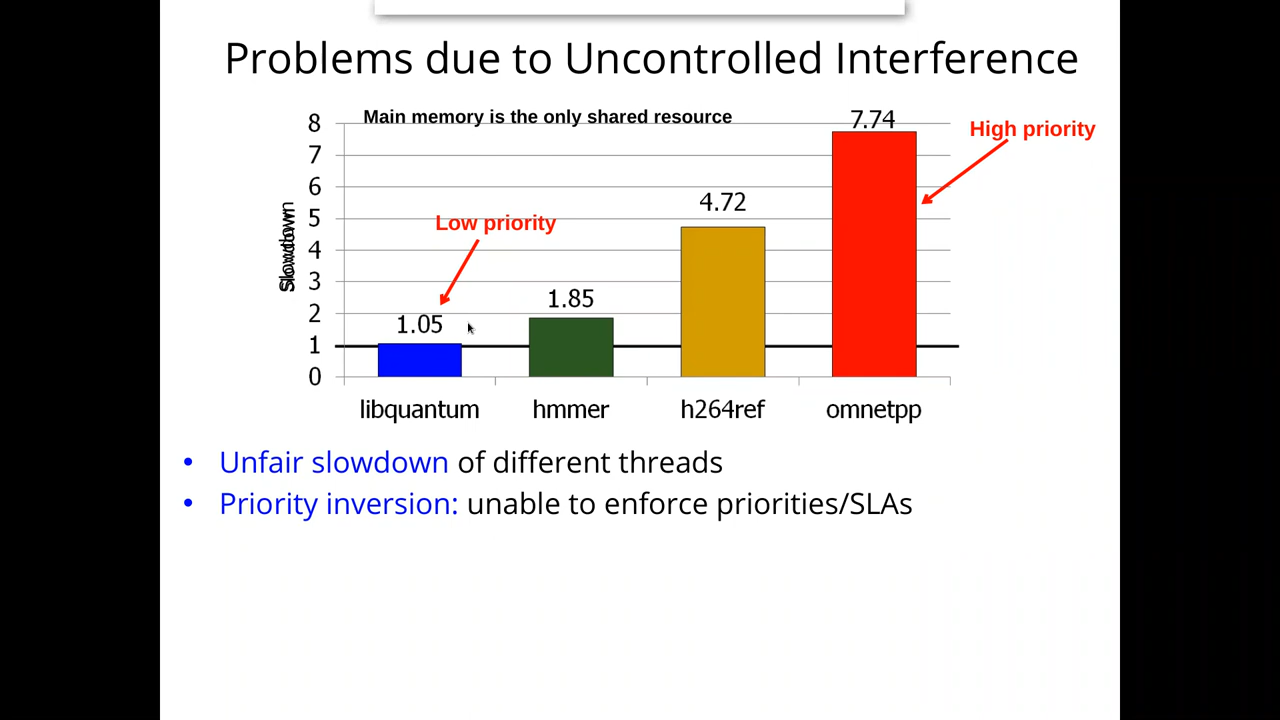 Problems due to Uncontrolled Interference
Main memory is the only shared resource
8
7
6
5
4
3
2
1
0
Slowdown
Low priority
High priority
1.05
1.85
4.72
7.74
libquantum hmmer h264ref omnetpp
• Unfair slowdown of different threads
• Priority inversion: unable to enforce priorities/SLAs